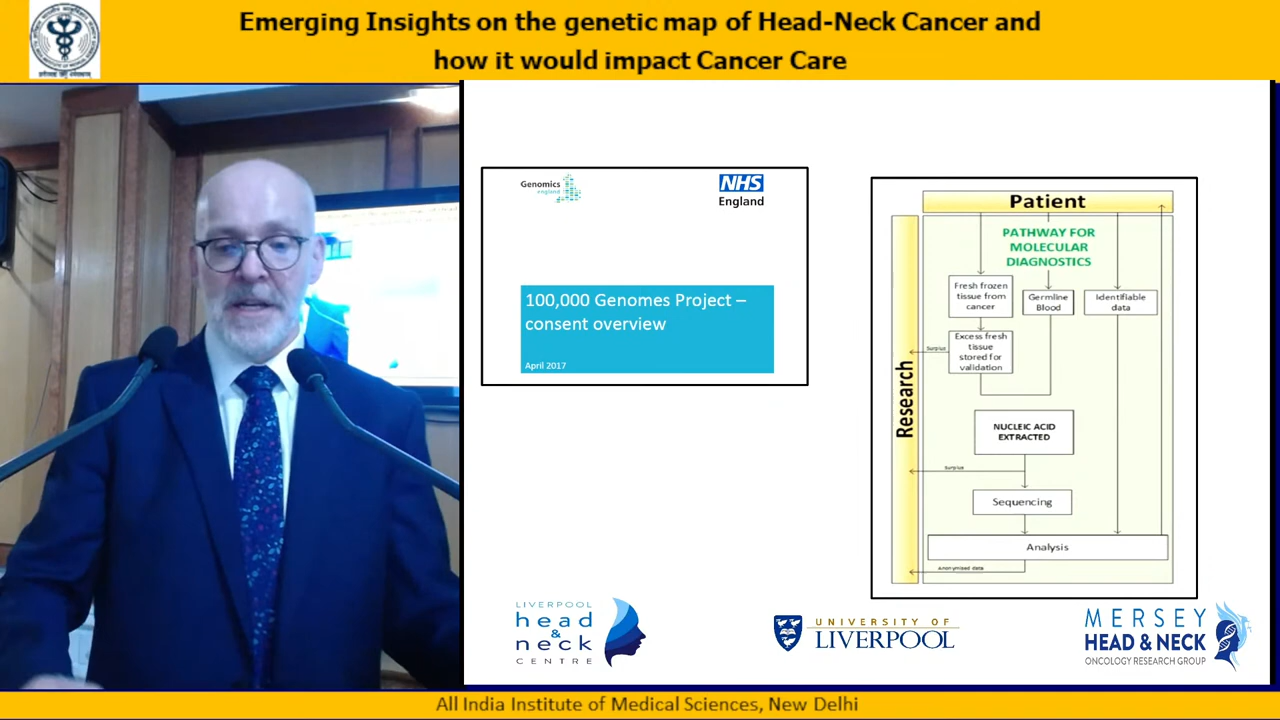 Emerging Insights on the genetic map of Head-Neck Cancer and
how it would impact Cancer Care
Genomics
england
NHS
England
100,000 Genomes Project –
consent overview
April 2017
Patient
PATHWAY FOR
MOLECULAR
DIAGNOSTICS
Fresh frozen
tissue from
cancer
Germline
Blood
Identifiable
data
Excess fresh
tissue
stored for
validation
Surplus
Research
NUCLEIC ACID
EXTRACTED
Surplus
Sequencing
Analysis
Anonymised data
LIVERPOOL
head
&
neck
CENTRE
UNIVERSITY OF
LIVERPOOL
MERSEY
HEAD & NECK
ONCOLOGY RESEARCH GROUP
All India Institute of Medical Sciences, New Delhi